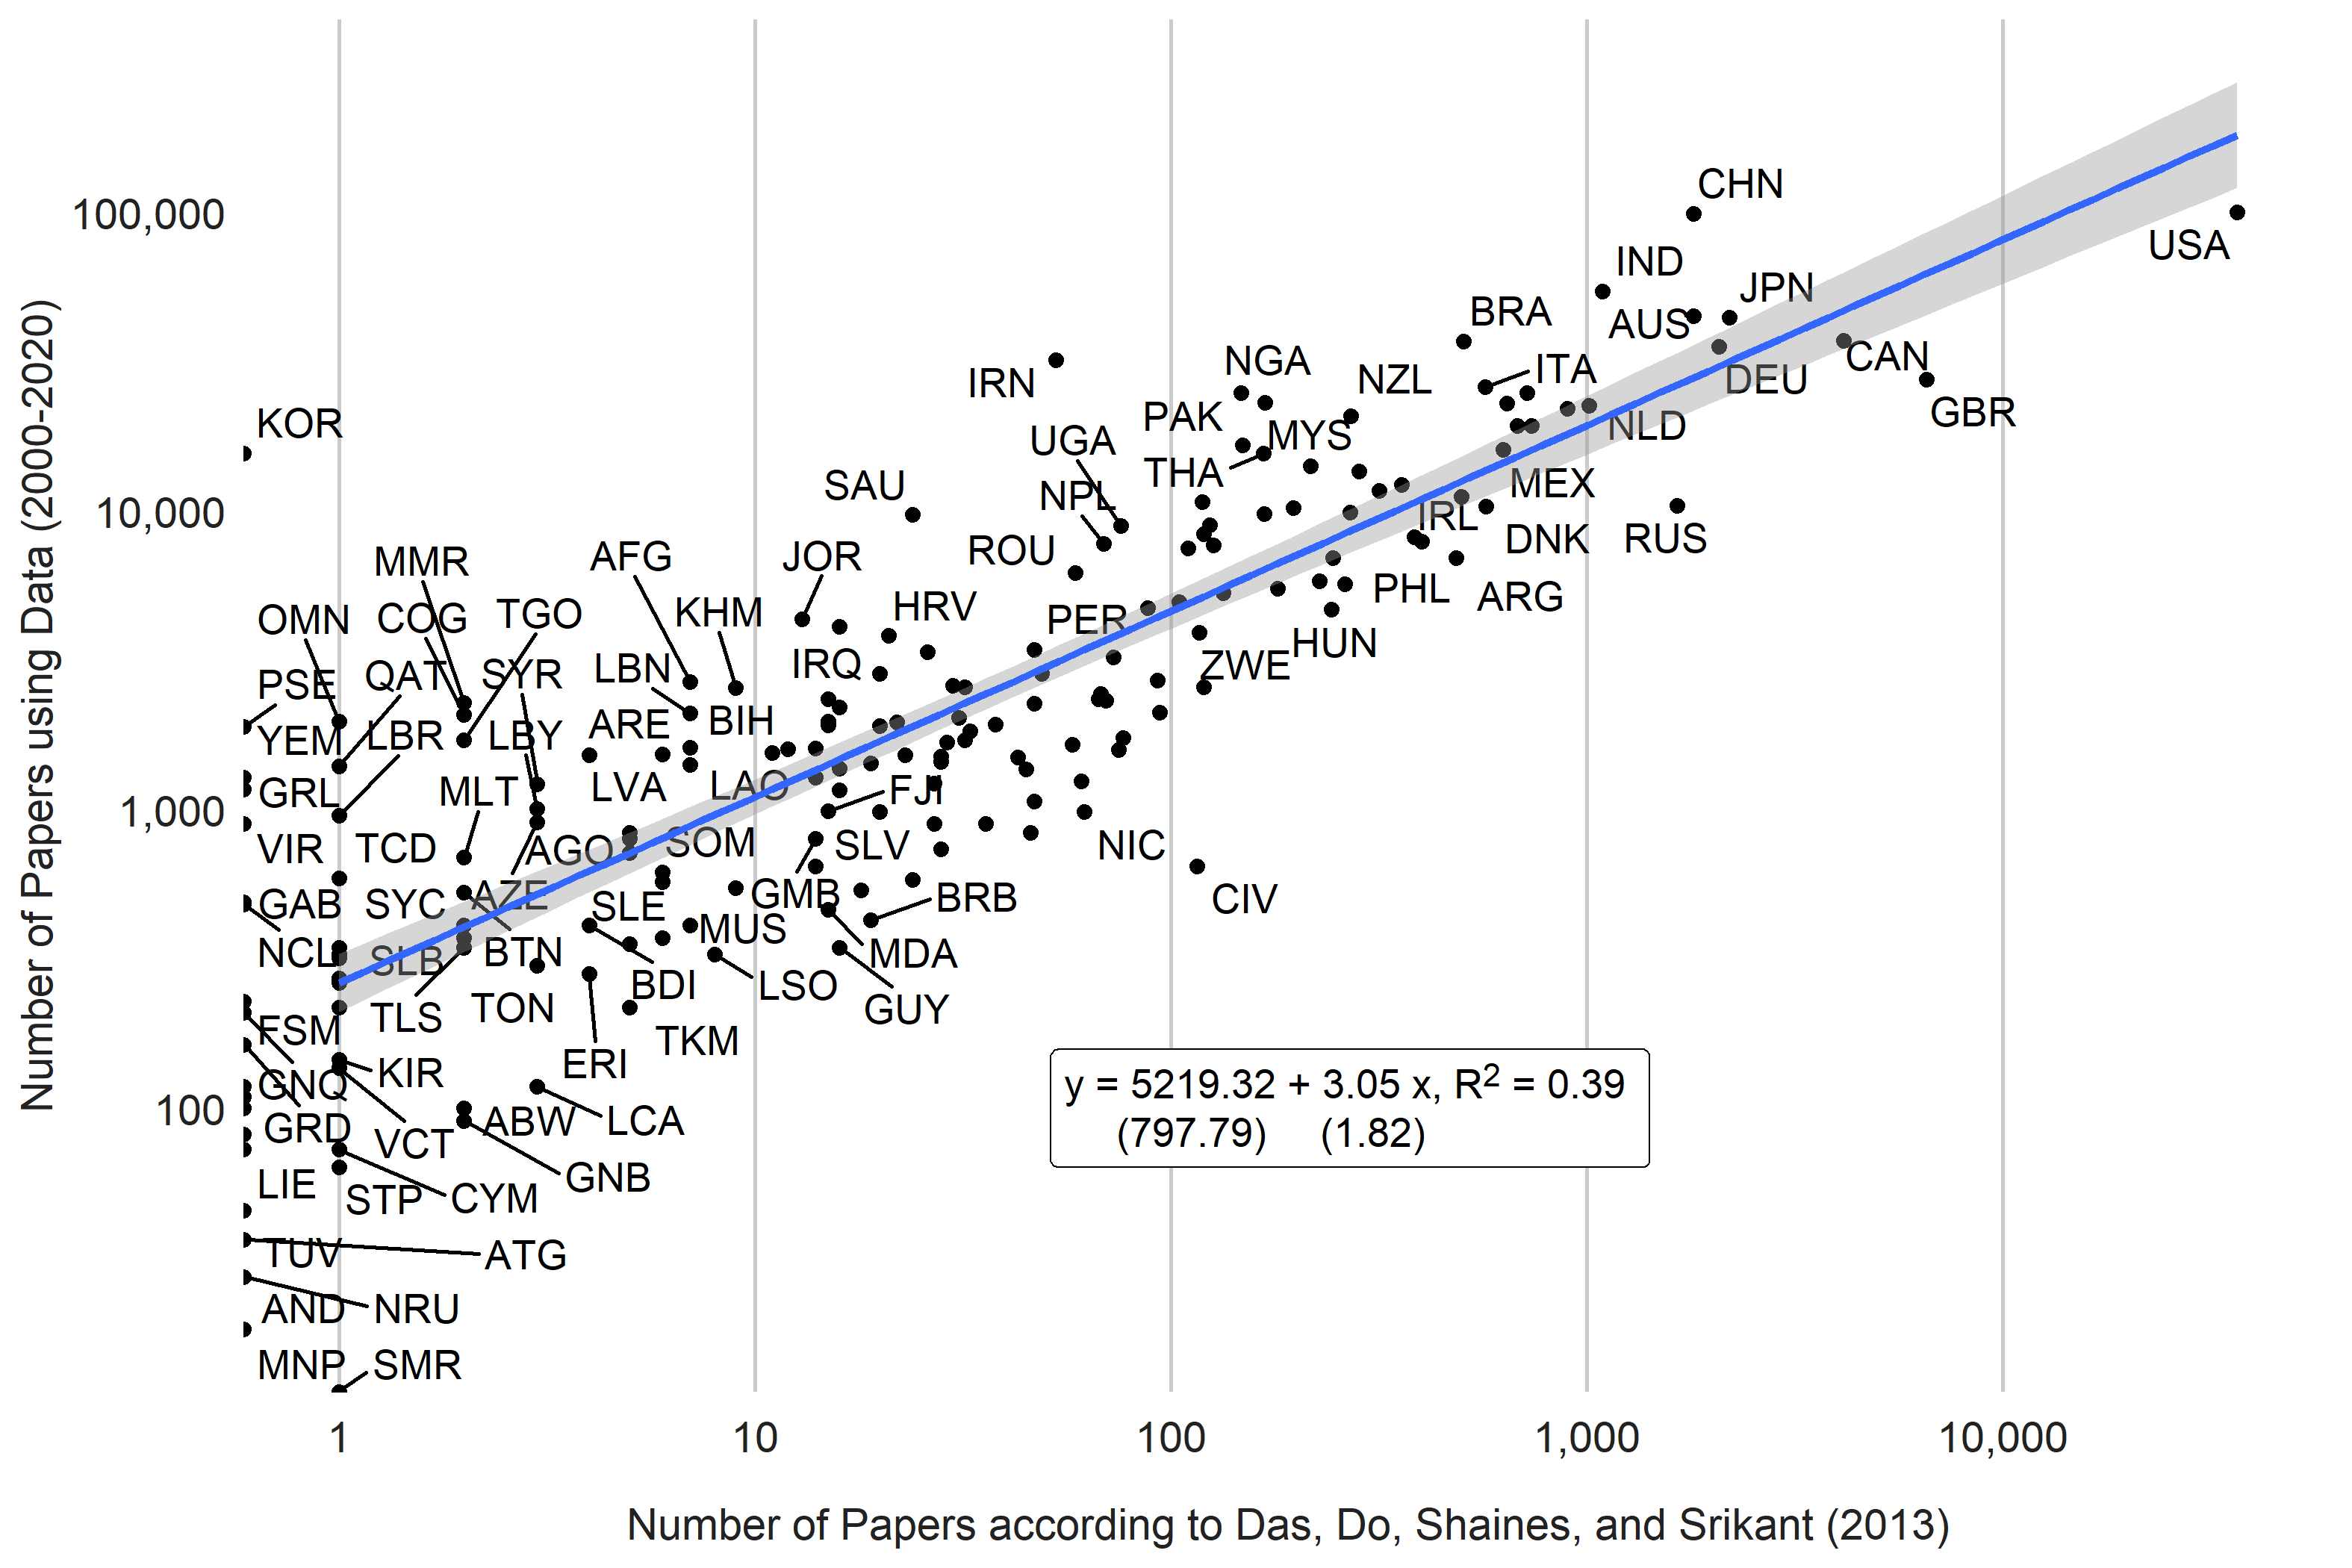 Number of Papers using Data (2000-2020)
100,000
10,000
1,000
100
CHN
USA
IND
JPN
AUS
BRA
CAN
DEU
GBR
ITA
NZL
NGA
IRN
PAK
MYS
NLD
KOR
UGA
THA
SAU
NPL
MEX
IRL
DNK
RUS
ROU
JOR
AFG
MMR
PHL
ARG
HRV
KHM
TGO
COG
OMN
PER
HUN
IRQ
ZWE
LBN
SYR
QAT
PSE
BIH
ARE
LBY
LBR
YEM
LAO
LVA
FJI
MLT
GRL
SLV
NIC
SOM
AGO
TCD
VIR
GMB
BRB
CIV
SLE
AZE
SYC
GAB
MUS
MDA
BTN
SLB
NCL
LSO
BDI
GUY
TON
TLS
FSM
TKM
ERI
KIR
GNQ
y = 5219.32 + 3.05 x, R² = 0.39
(797.79) (1.82)
LCA
ABW
VCT
GRD
GNB
LIE
STP
CYM
TUV
ATG
AND
NRU
MNP
SMR
1
10
100
1,000
10,000
Number of Papers according to Das, Do, Shaines, and Srikant (2013)